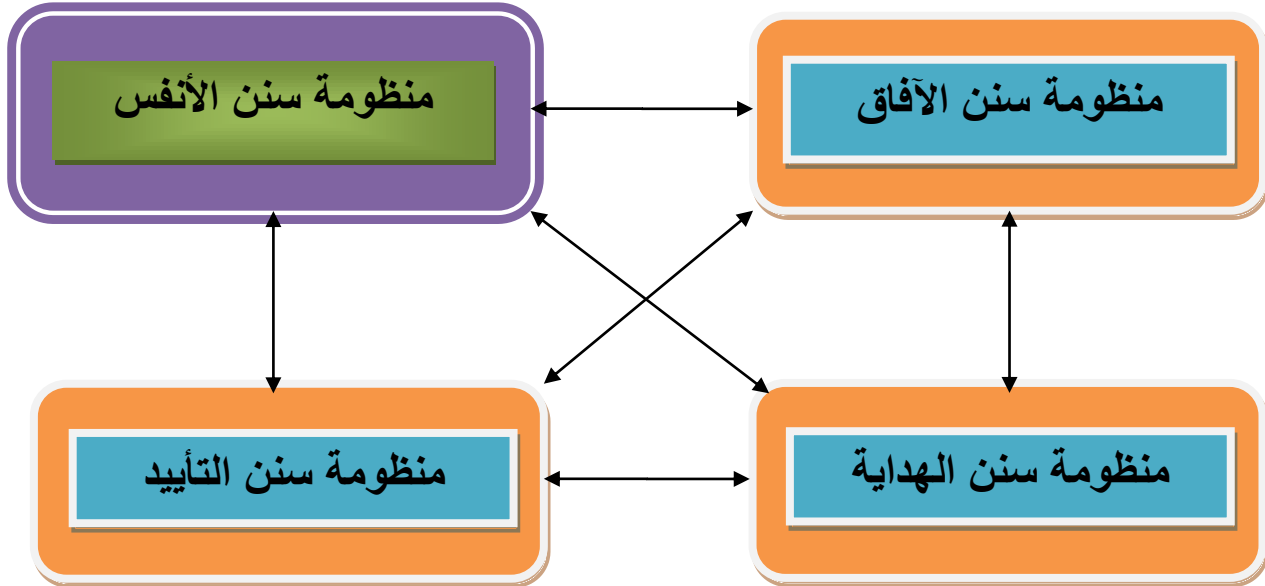 منظومة سنن الآفاق
منظومة سنن الأنفس
منظومة سنن الهداية
منظومة سنن التأييد